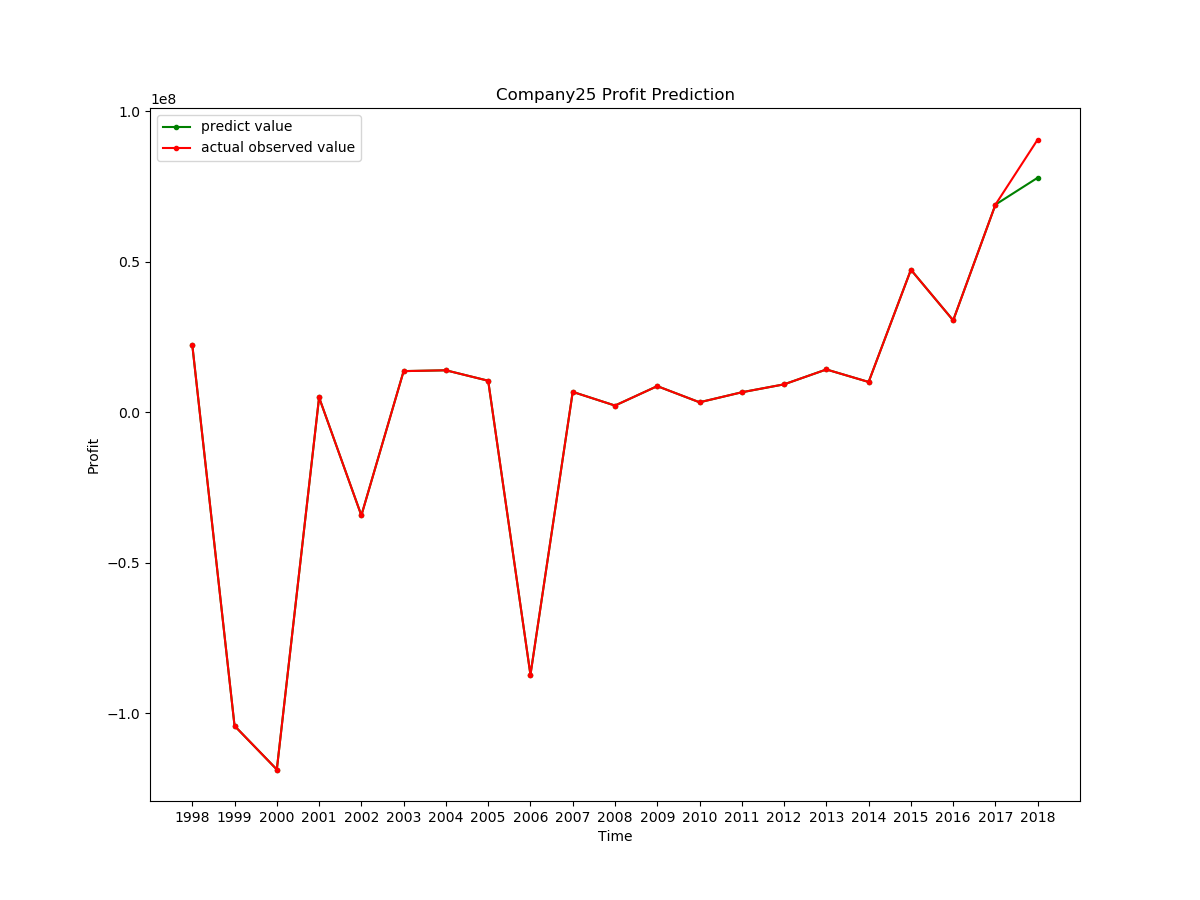 Company25 Profit Prediction
1e8
predict value
actual observed value
1.0
0.5
0.0
−0.5
−1.0
Profit
1998 1999 2000 2001 2002 2003 2004 2005 2006 2007 2008 2009 2010 2011 2012 2013 2014 2015 2016 2017 2018
Time